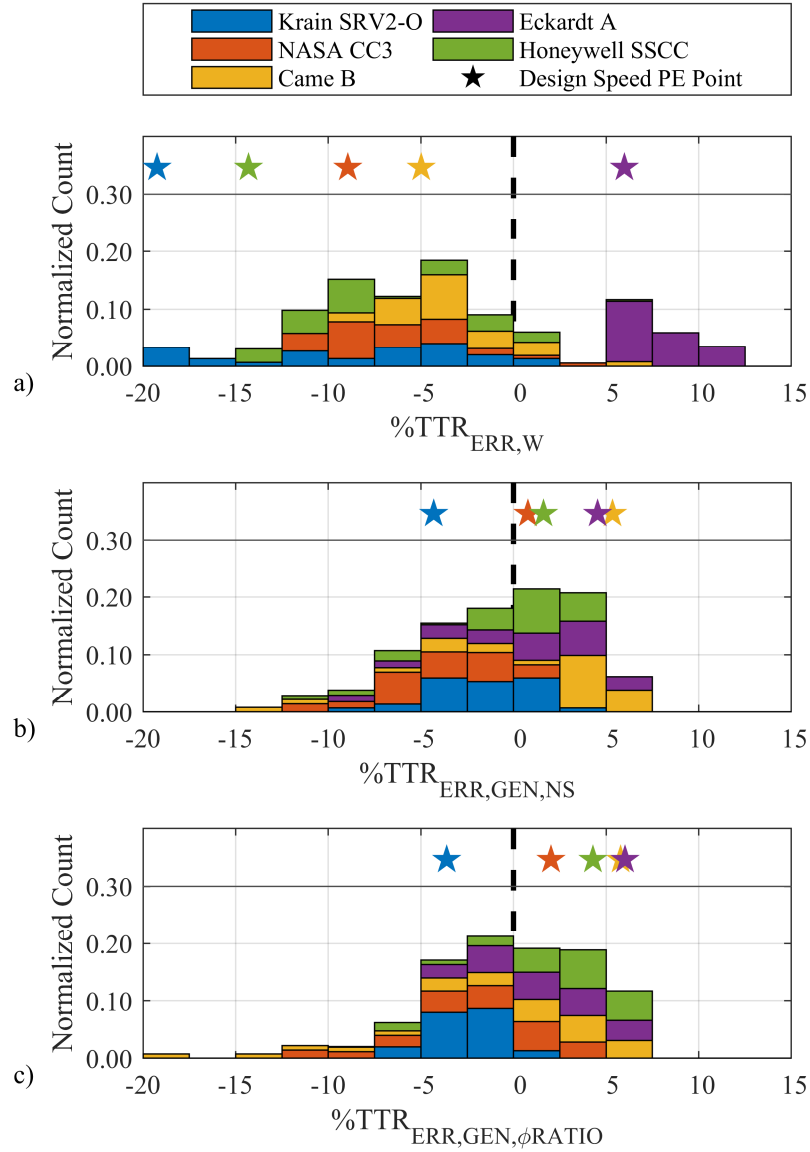 Krain SRV2-O
Eckardt A
NASA CC3
Honeywell SSCC
Came B
Design Speed PE Point
0.30
0.20
0.10
0.00
Normalized Count
a)
-20 -15 -10 -5 0 5 10 15
%TTR_ERR,W
0.30
0.20
0.10
0.00
Normalized Count
b)
-20 -15 -10 -5 0 5 10 15
%TTR_ERR,GEN,NS
0.30
0.20
0.10
0.00
Normalized Count
c)
-20 -15 -10 -5 0 5 10 15
%TTR_ERR,GEN,ϕRATIO